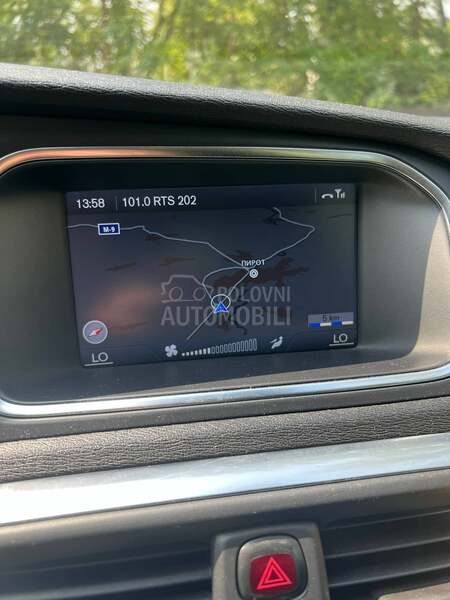 13:58 101.0 RTS 202
M-9
ПИРОТ
POLOVNI
AUTOMOBILI
5 km
LO LO